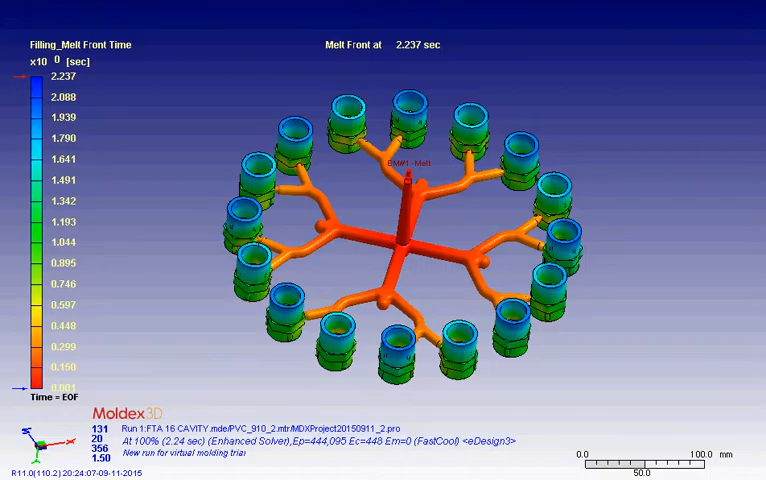 Filling_Melt Front Time
Melt Front at 2.237 sec
x10 0 [sec]
2.237
2.088
1.939
1.790
1.641
1.491
1.342
1.193
1.044
0.895
0.746
0.597
0.448
0.299
0.150
0.001
Time = EOF
EM#1 -Melt
Moldex3D
131
20
356
1.50
Run 1:FTA 16 CAVITY.mde/PVC_910_2.mtr/MDXProject20150911_2.pro
At 100% (2.24 sec) (Enhanced Solver),Ep=444,095 Ec=448 Em=0 (FastCool) <eDesign3>
New run for virtual molding trial
R11.0(110.2) 20:24:07-09-11-2015
0.0 100.0 mm
50.0